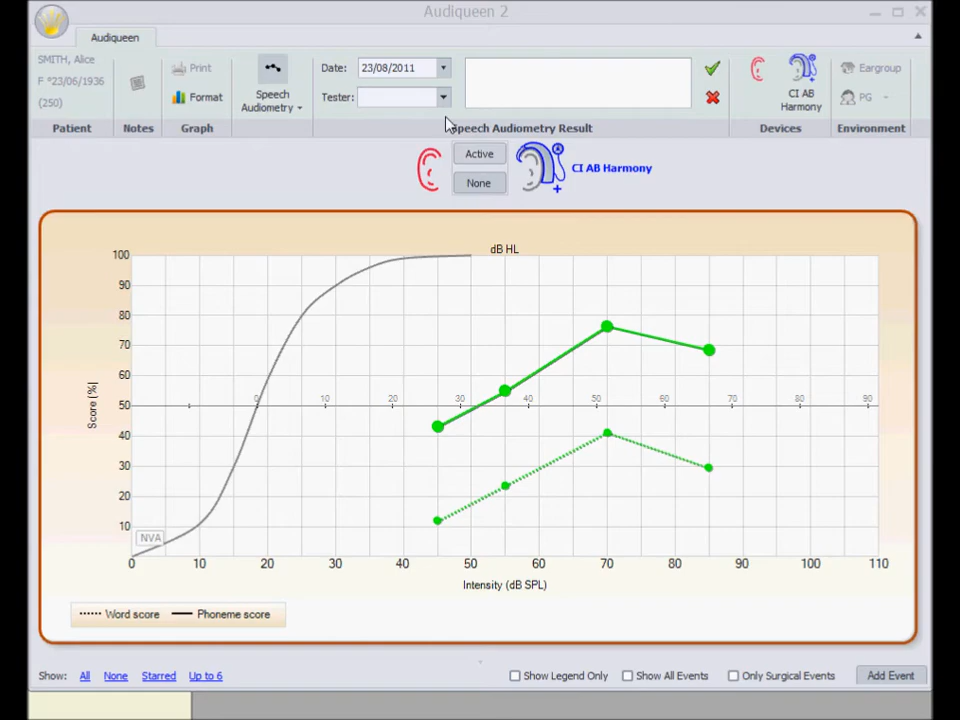 Audiqueen 2
Audiqueen
SMITH, Alice
F °23/06/1936
(250)
Patient
Notes
Print
Format
Graph
Speech
Audiometry
Date: 23/08/2011
Tester:
Speech Audiometry Result
CI AB
Harmony
Devices
Eargroup
PG -
Environment
Active
None
CI AB Harmony
dB HL
100
90
80
70
60
50
40
30
20
10
Score (%|
0 10 20 30 40 50 60 70 80 90
NVA
0 10 20 30 40 50 60 70 80 90 100 110
Intensity (dB SPL)
Word score Phoneme score
Show: All None Starred Up to 6
Show Legend Only Show All Events Only Surgical Events Add Event